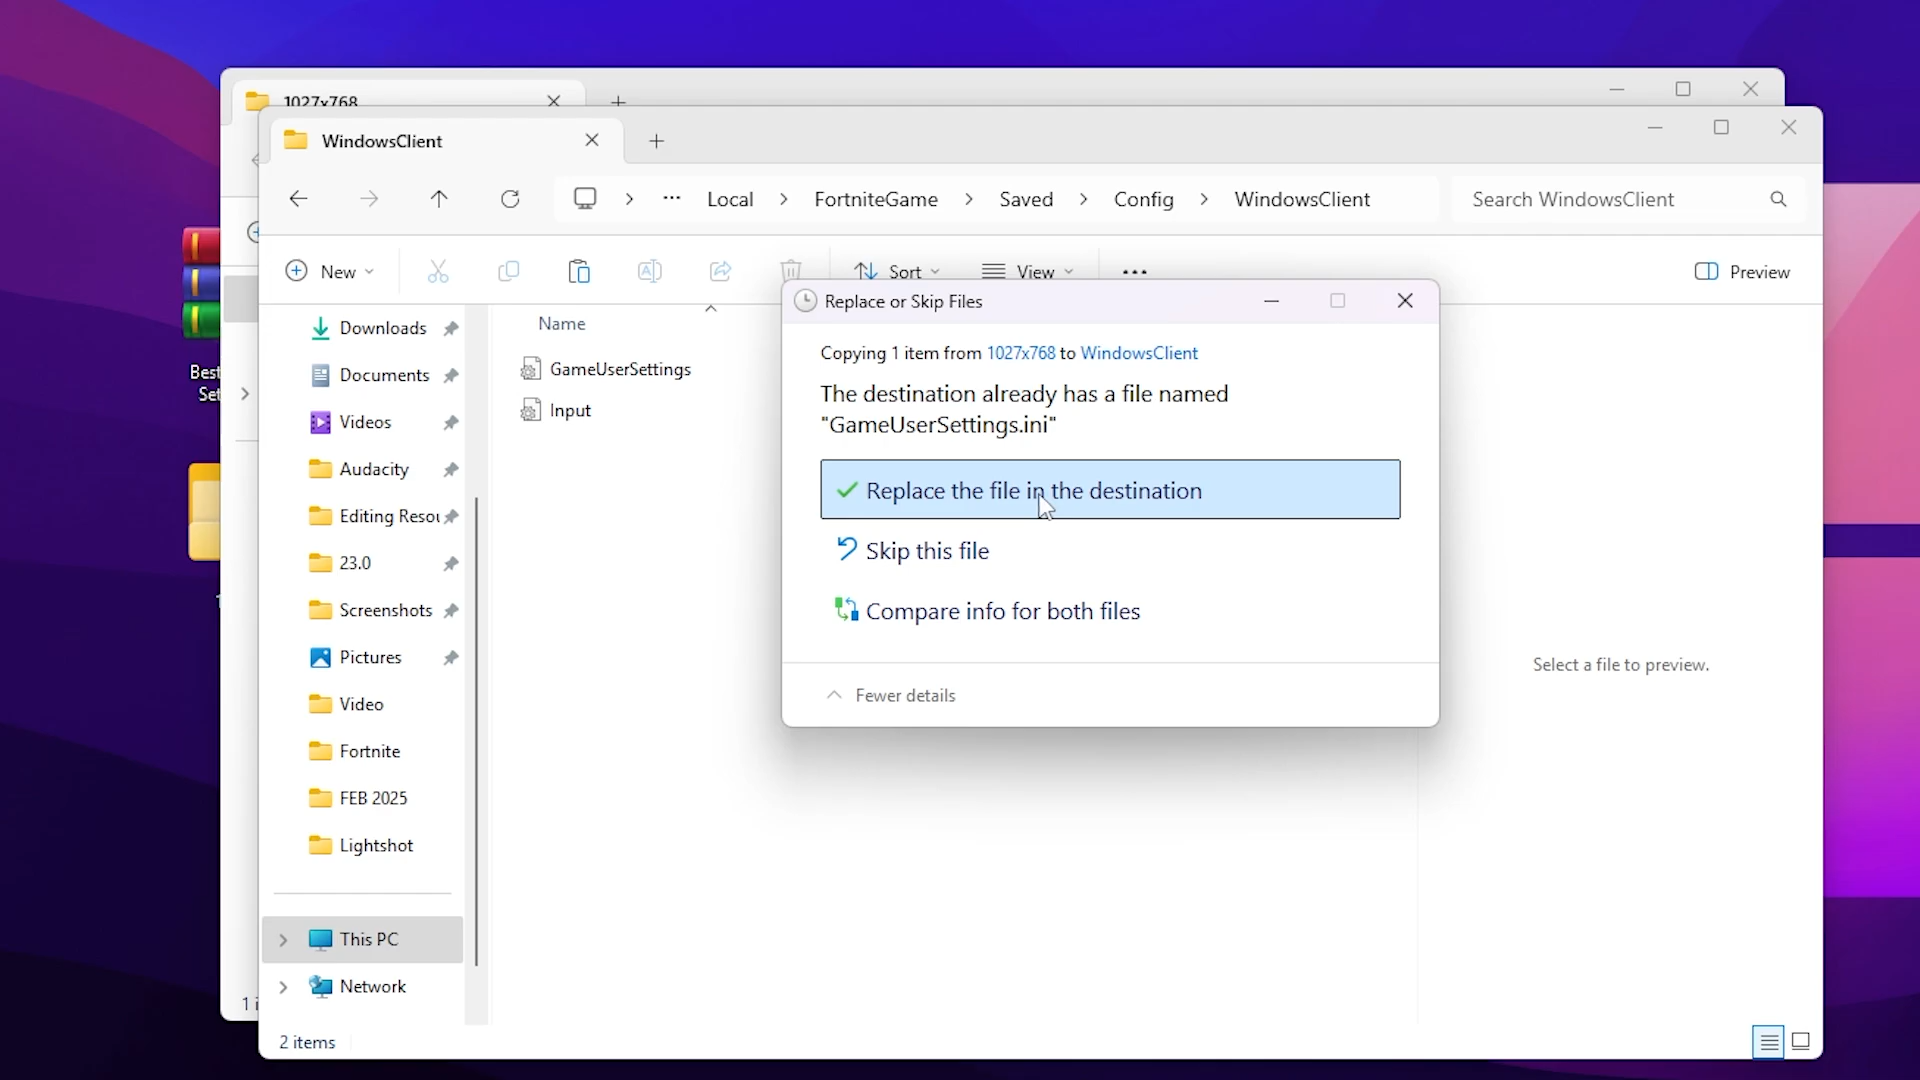 1027x768
WindowsClient
Local
FortniteGame
Saved
Config
WindowsClient
Search WindowsClient
New
Sort
View
Preview
Best
Set
Downloads
Documents
Videos
Audacity
Editing Resou
23.0
Screenshots
Pictures
Video
Fortnite
FEB 2025
Lightshot
This PC
Network
1 i
2 items
Name
GameUserSettings
Input
Replace or Skip Files
Copying 1 item from 1027x768 to WindowsClient
The destination already has a file named
"GameUserSettings.ini"
Replace the file in the destination
Skip this file
Compare info for both files
Fewer details
Select a file to preview.